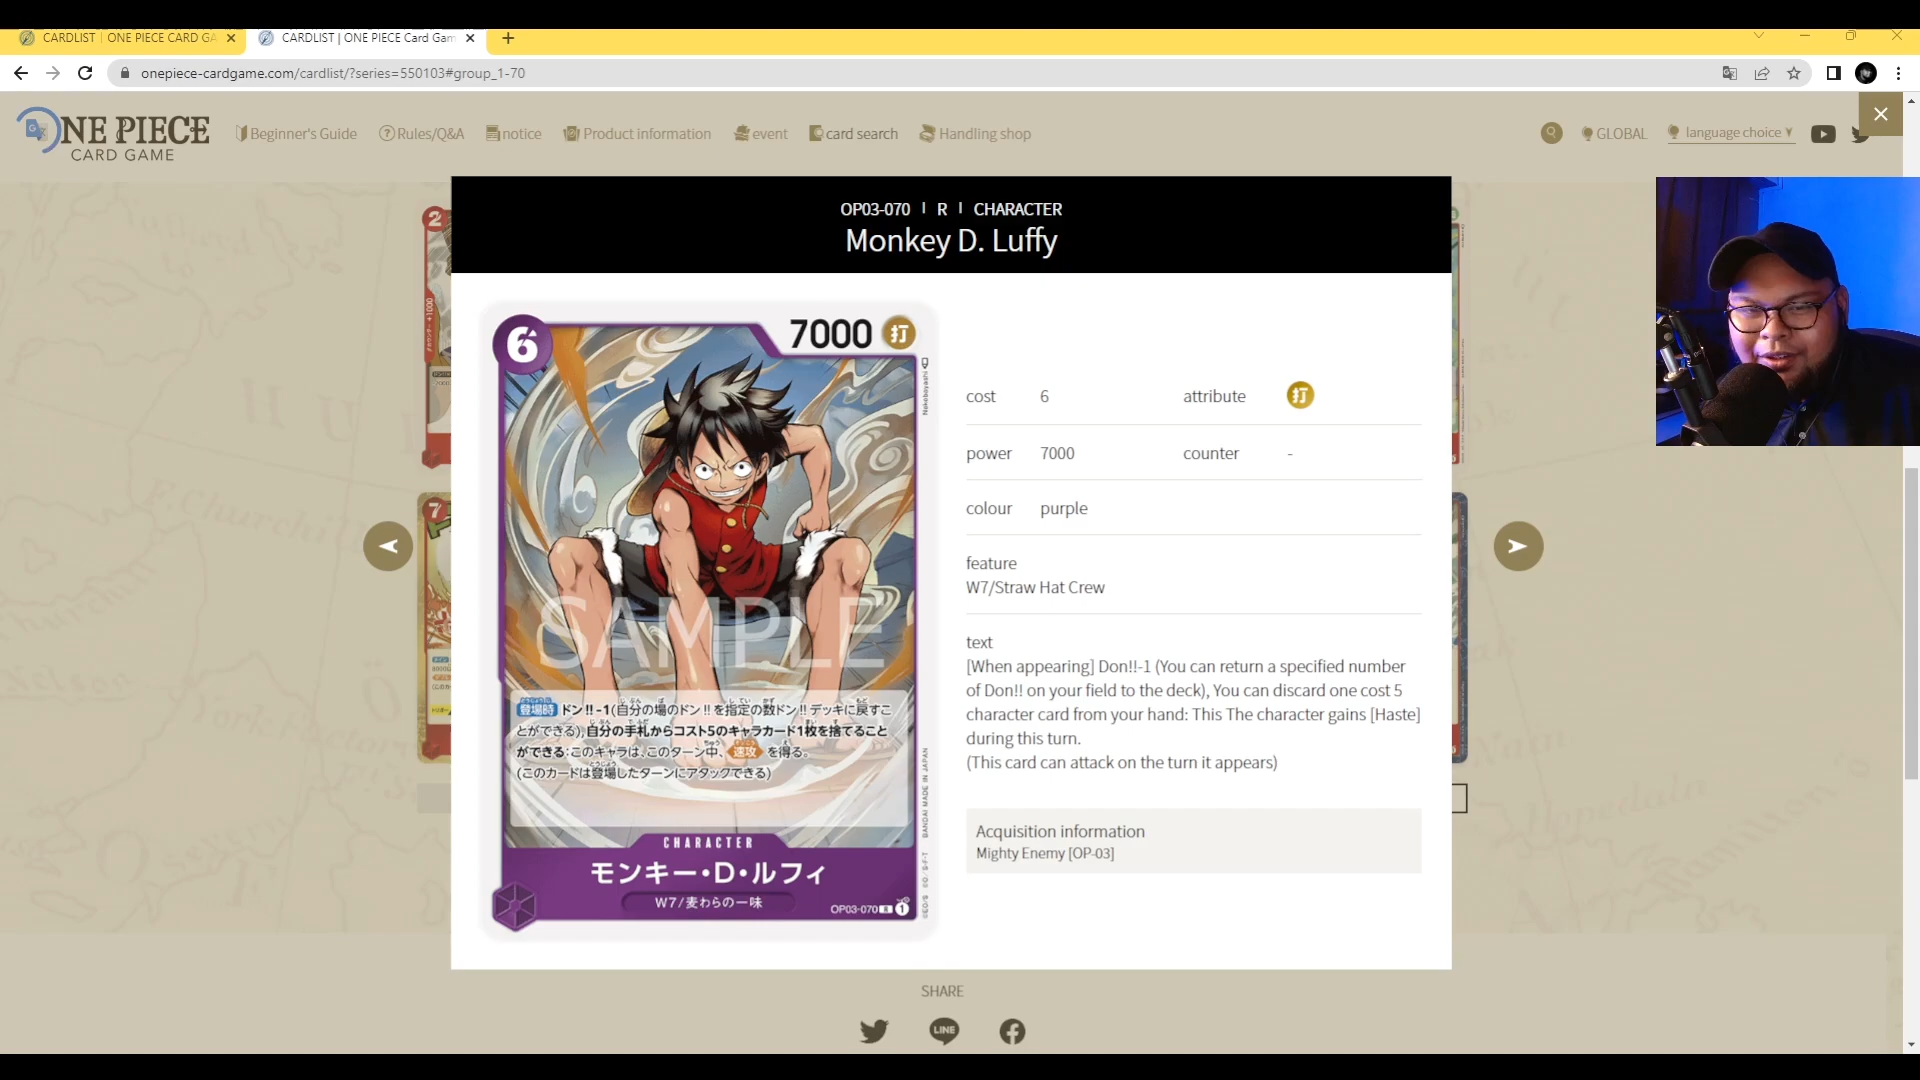 CARDLIST | ONE PIECE CARD GA
CARDLIST | ONE PIECE Card Gam
onepiece-cardgame.com/cardlist/?series=550103#group_1-70
ONE PIECE
CARD GAME
Beginner's Guide
Rules/Q&A
notice
Product information
event
card search
Handling shop
GLOBAL
language choice
OP03-070 | R | CHARACTER
Monkey D. Luffy
2
7
6
7000 打
cost 6 attribute 打
power 7000 counter -
colour purple
feature
W7/Straw Hat Crew
text
[When appearing] Don!!-1 (You can return a specified number
of Don!! on your field to the deck), You can discard one cost 5
character card from your hand: This The character gains [Haste]
during this turn.
(This card can attack on the turn it appears)
Acquisition information
Mighty Enemy [OP-03]
SAMPLE
登場時 ドン!!-1(自分の場のドン!!を指定の数ドン!!デッキに戻すこ
とができる),自分の手札からコスト5のキャラカード1枚を捨てること
ができる:このキャラは、このターン中、速攻 を得る。
(このカードは登場したターンにアタックできる)
CHARACTER
モンキー・D・ルフィ
W7/麦わらの一味
OP03-070 R 1
BANDAI MADE IN JAPAN
SHARE
LINE